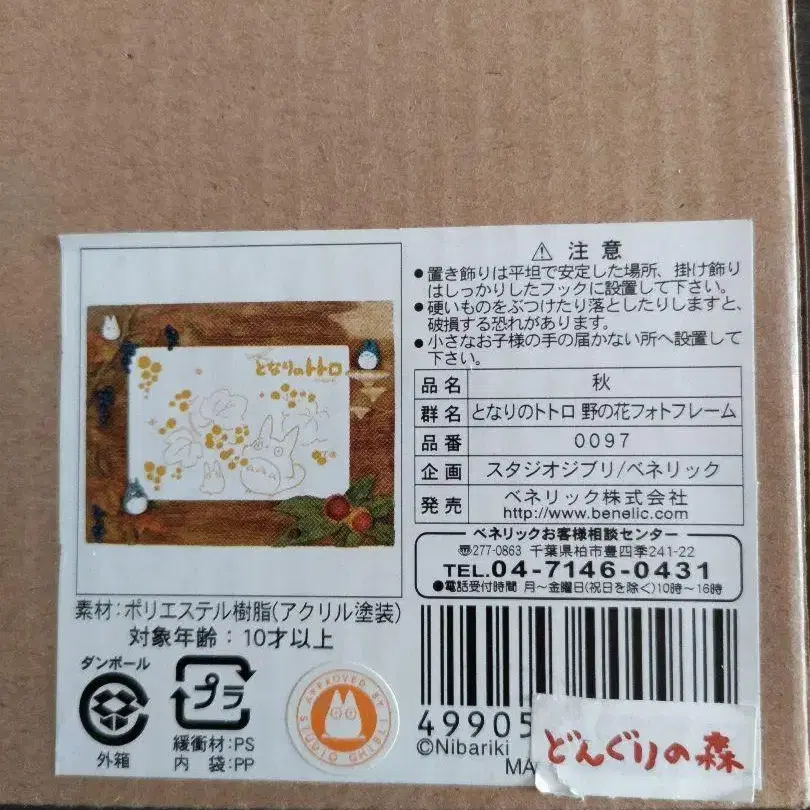 となりのトトロ
素材:ポリエステル樹脂(アクリル塗装)
対象年齢:10才以上
ダンボール
外箱
プラ
緩衝材:PS
内 袋:PP
APPROVED BY STUDIO GHIBLI
⚠ 注意
●置き飾りは平坦で安定した場所、掛け飾り
はしっかりしたフックに設置して下さい。
●硬いものをぶつけたり落としたりしますと、
破損する恐れがあります。
●小さなお子様の手の届かない所へ設置して
下さい。
品名 秋
群名 となりのトトロ 野の花フォトフレーム
品番 0097
企画 スタジオジブリ/ベネリック
発売 ベネリック株式会社
http://www.benelic.com
ベネリックお客様相談センター
〠277-0863 千葉県柏市豊四季241-22
TEL.04-7146-0431
●電話受付時間 月~金曜日(祝日を除く)10時~16時
49905
©Nibariki
MA
どんぐりの森